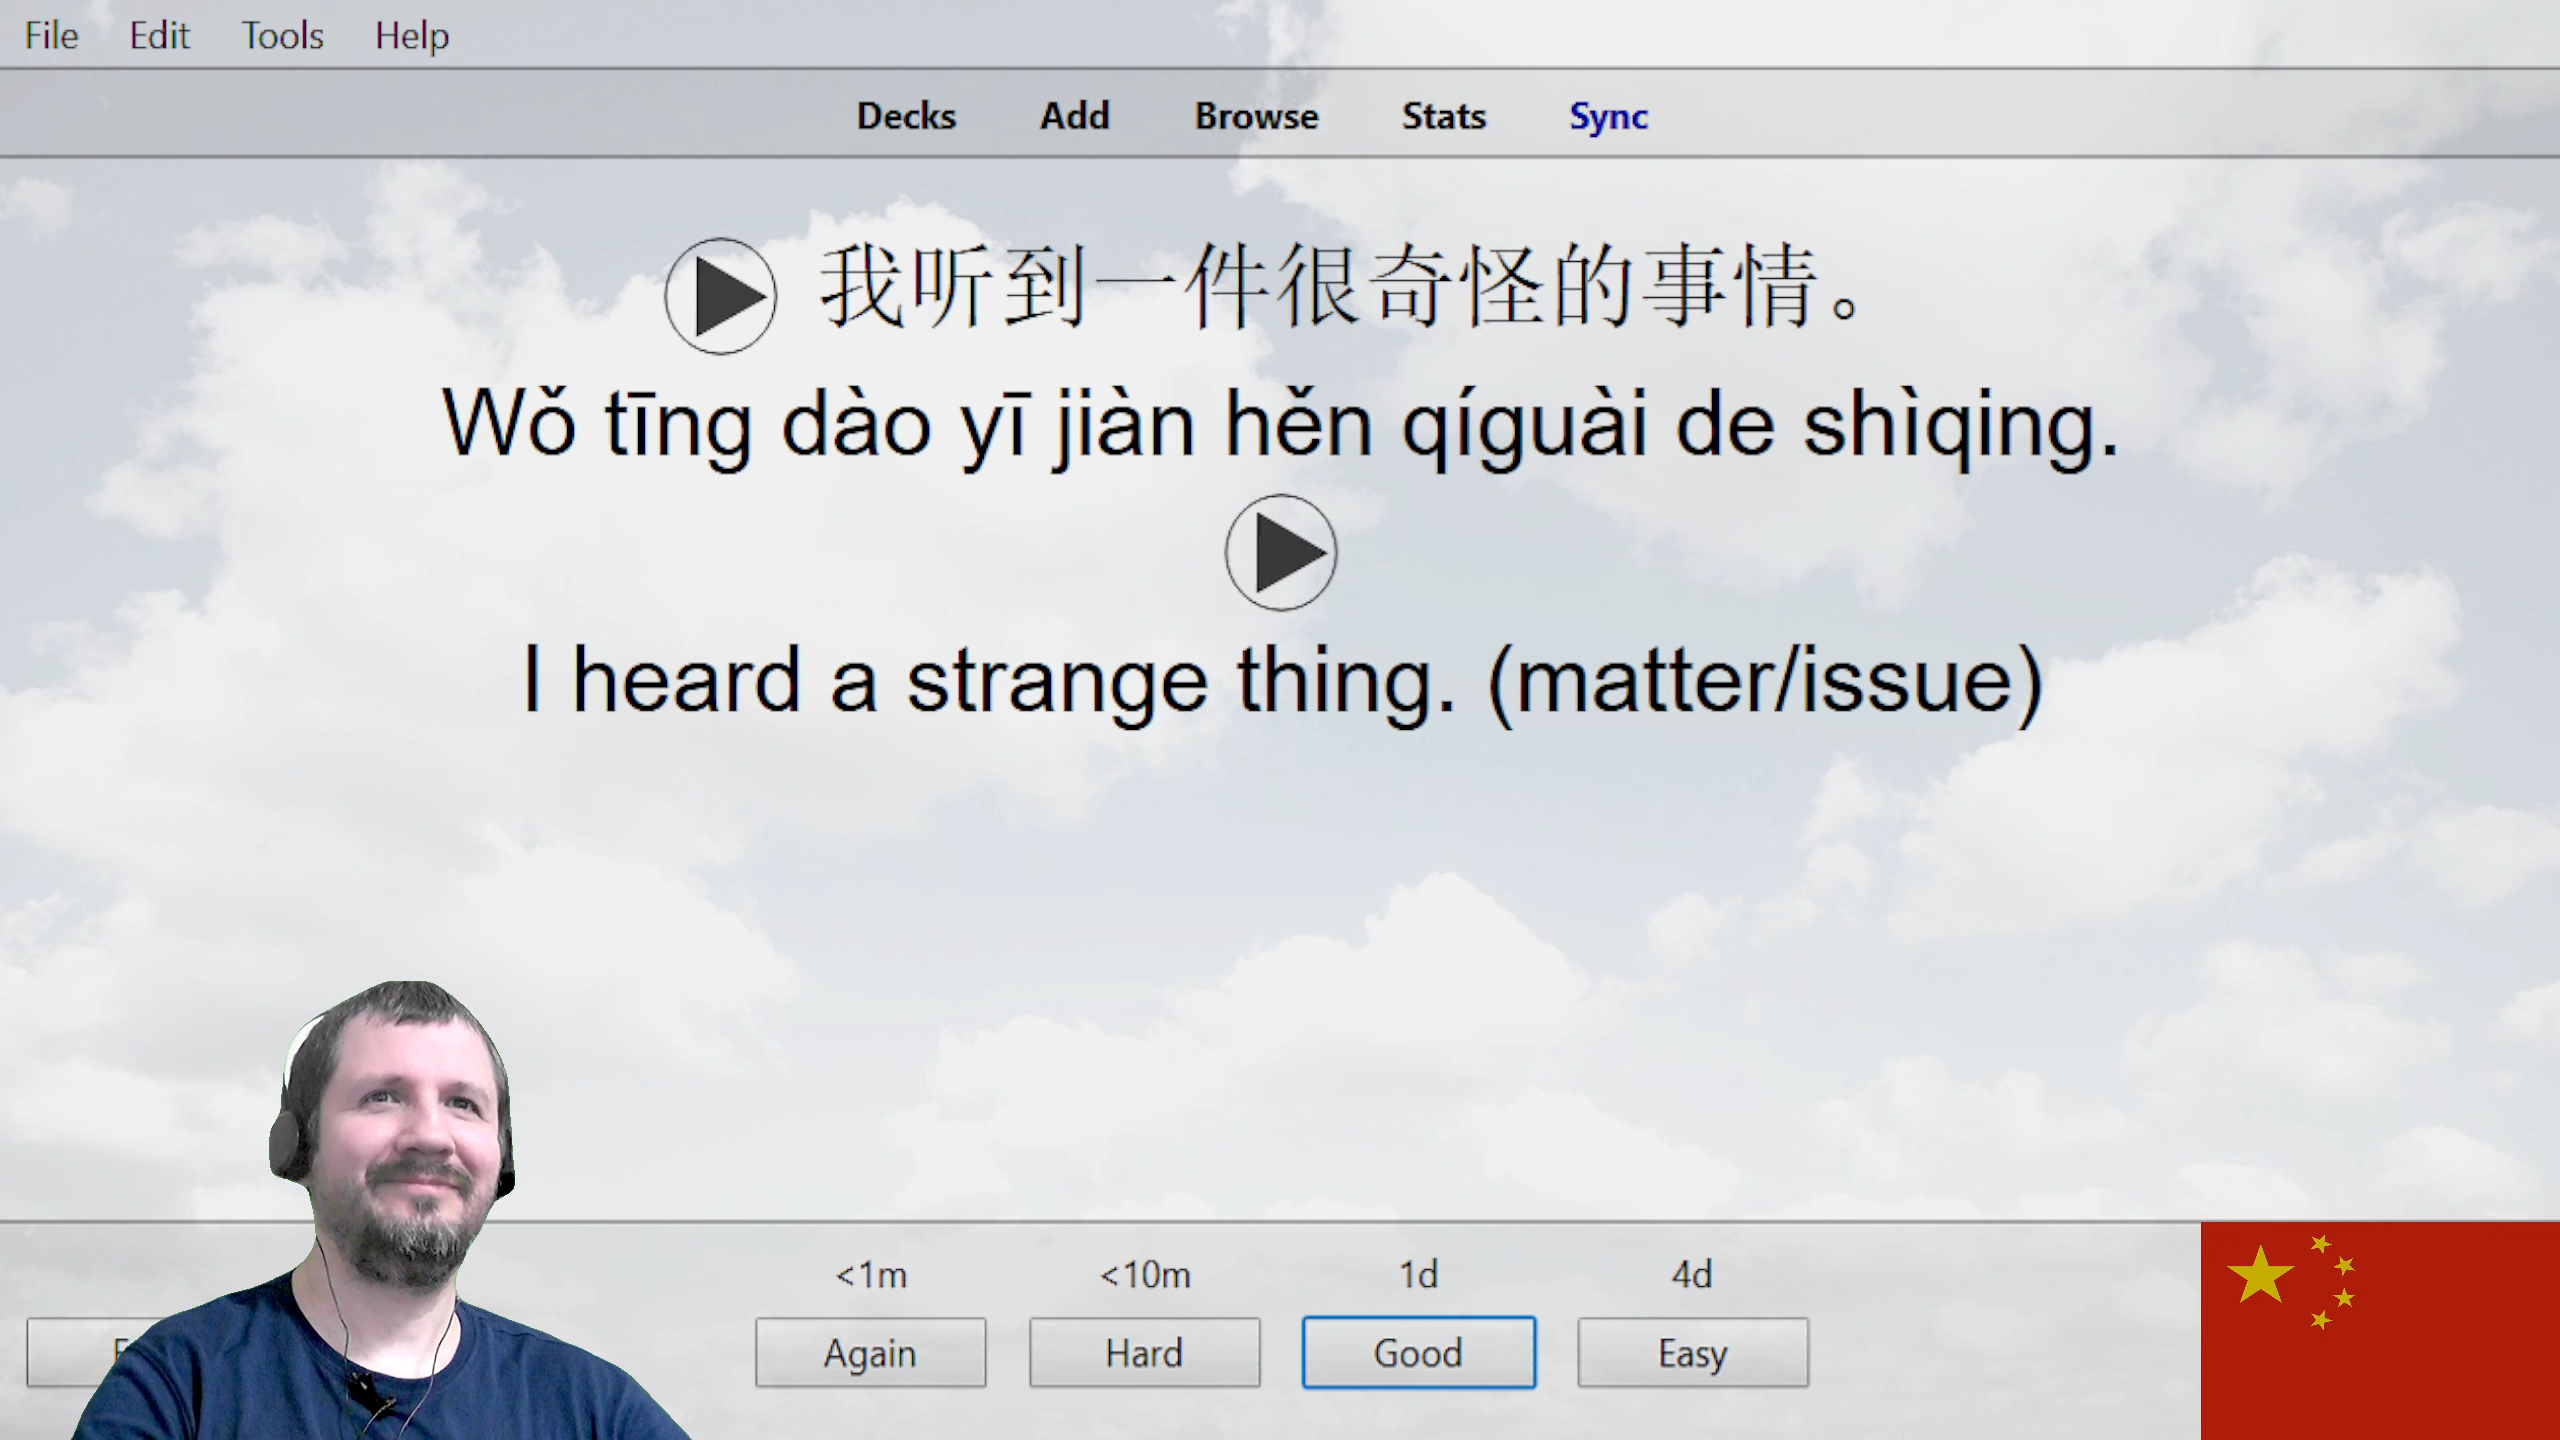 File Edit Tools Help
Decks Add Browse Stats Sync
我听到一件很奇怪的事情。
Wǒ tīng dào yī jiàn hěn qíguài de shìqing.
I heard a strange thing. (matter/issue)
<1m <10m 1d 4d
Again Hard Good Easy